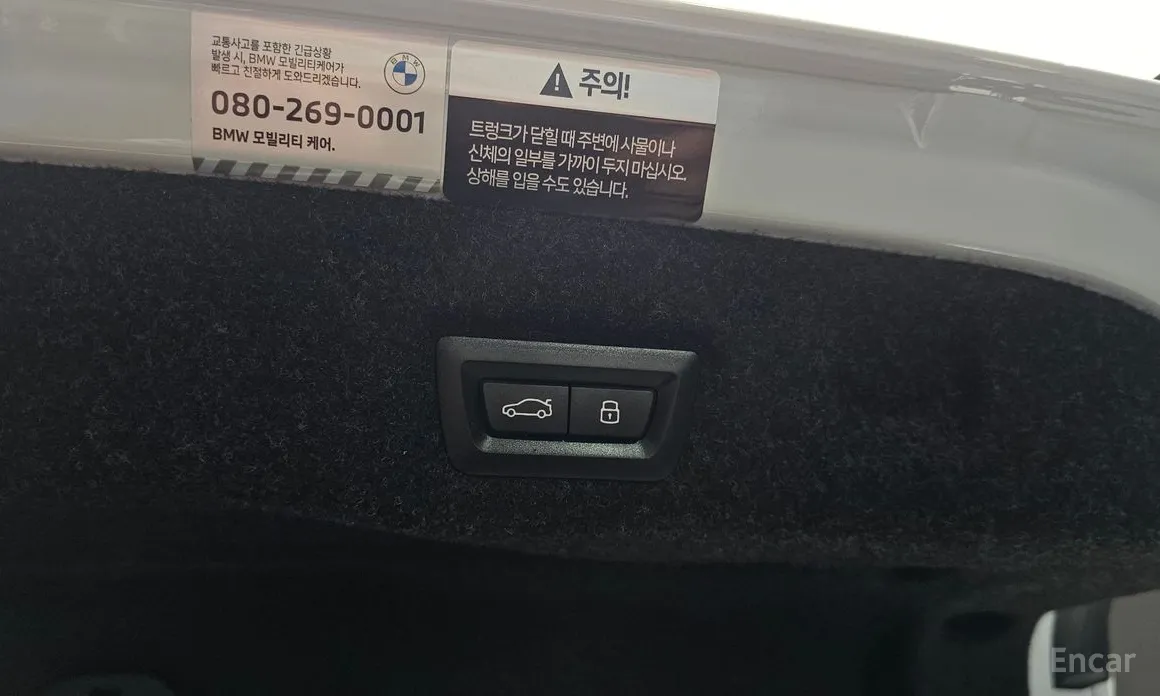 교통사고를 포함한 긴급상황
발생 시, BMW 모빌리티케어가
빠르고 친절하게 도와드리겠습니다.
BMW
080-269-0001
BMW 모빌리티 케어.
주의!
트렁크가 닫힐 때 주변에 사물이나
신체의 일부를 가까이 두지 마십시오.
상해를 입을 수도 있습니다.
Encar